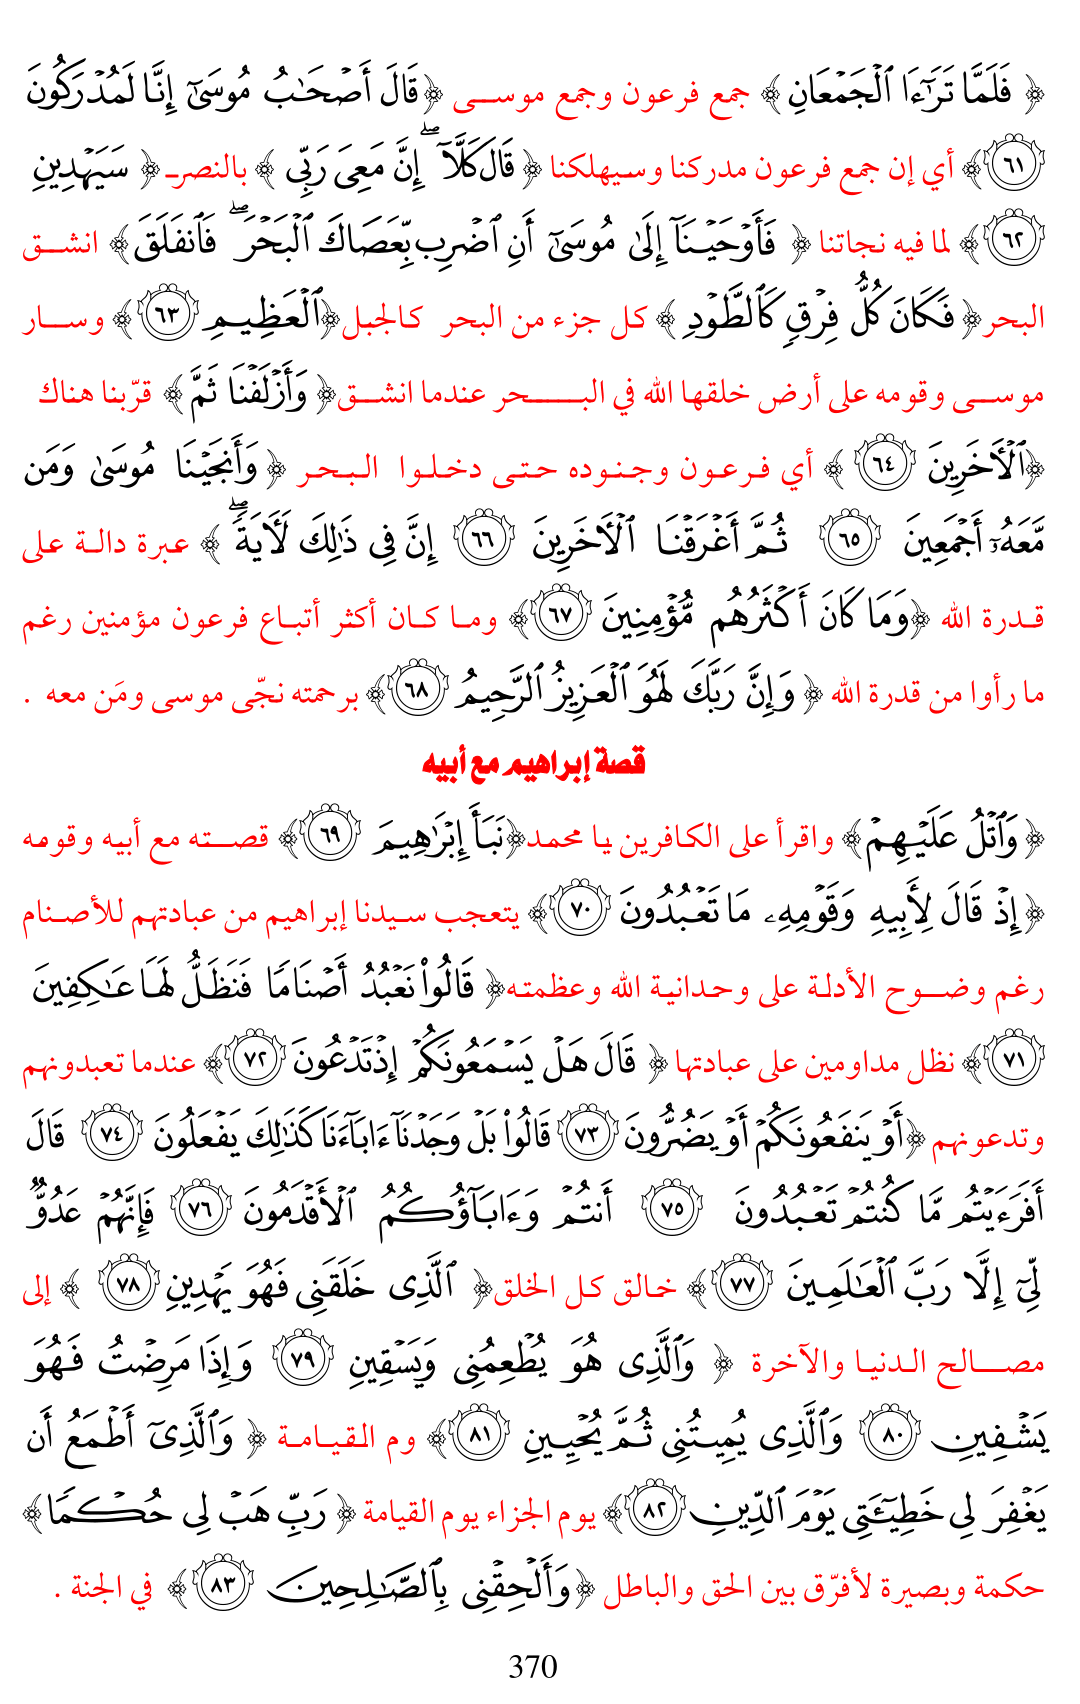 ﴿ فَلَمَّا تَرَٰٓءَا ٱلۡجَمۡعَانِ ﴾ جمع فرعون وجمع موسى ﴿ قَالَ أَصۡحَٰبُ مُوسَىٰٓ إِنَّا لَمُدۡرَكُونَ
٦١ ﴾ أي إن جمع فرعون مدركنا وسيهلكنا ﴿ قَالَ كَلَّآۖ إِنَّ مَعِيَ رَبِّي ﴾ بالنصر ﴿ سَيَهۡدِينِ
٦٢ ﴾ لما فيه نجاتنا ﴿ فَأَوۡحَيۡنَآ إِلَىٰ مُوسَىٰٓ أَنِ ٱضۡرِب بِّعَصَاكَ ٱلۡبَحۡرَۖ فَٱنفَلَقَ ﴾ انشق
البحر ﴿ فَكَانَ كُلُّ فِرۡقٖ كَٱلطَّوۡدِ ﴾ كل جزء من البحر كالجبل ﴿ ٱلۡعَظِيمِ ٦٣ ﴾ وسار
موسى وقومه على أرض خلقها الله في البحر عندما انشق ﴿ وَأَزۡلَفۡنَا ثَمَّ ﴾ قرّبنا هناك
﴿ ٱلۡأٓخَرِينَ ٦٤ ﴾ أي فرعون وجنوده حتى دخلوا البحر ﴿ وَأَنجَيۡنَا مُوسَىٰ وَمَن
مَّعَهُۥٓ أَجۡمَعِينَ ٦٥ ثُمَّ أَغۡرَقۡنَا ٱلۡأٓخَرِينَ ٦٦ إِنَّ فِي ذَٰلِكَ لَأٓيَةٗۖ ﴾ عبرة دالة على
قدرة الله ﴿ وَمَا كَانَ أَكۡثَرُهُم مُّؤۡمِنِينَ ٦٧ ﴾ وما كان أكثر أتباع فرعون مؤمنين رغم
ما رأوا من قدرة الله ﴿ وَإِنَّ رَبَّكَ لَهُوَ ٱلۡعَزِيزُ ٱلرَّحِيمُ ٦٨ ﴾ برحمته نجّى موسى ومَن معه .
قصة إبراهيم مع أبيه
﴿ وَٱتۡلُ عَلَيۡهِمۡ ﴾ واقرأ على الكافرين يا محمد ﴿ نَبَأَ إِبۡرَٰهِيمَ ٦٩ ﴾ قصته مع أبيه وقومه
﴿ إِذۡ قَالَ لِأَبِيهِ وَقَوۡمِهِۦ مَا تَعۡبُدُونَ ٧٠ ﴾ يتعجب سيدنا إبراهيم من عبادتهم للأصنام
رغم وضوح الأدلة على وحدانية الله وعظمته ﴿ قَالُواْ نَعۡبُدُ أَصۡنَامٗا فَنَظَلُّ لَهَا عَٰكِفِينَ
٧١ ﴾ نظل مداومين على عبادتها ﴿ قَالَ هَلۡ يَسۡمَعُونَكُمۡ إِذۡ تَدۡعُونَ ٧٢ ﴾ عندما تعبدونهم
وتدعونهم ﴿ أَوۡ يَنفَعُونَكُمۡ أَوۡ يَضُرُّونَ ٧٣ قَالُواْ بَلۡ وَجَدۡنَآ ءَابَآءَنَا كَذَٰلِكَ يَفۡعَلُونَ ٧٤ قَالَ
أَفَرَءَيۡتُم مَّا كُنتُمۡ تَعۡبُدُونَ ٧٥ أَنتُمۡ وَءَابَآؤُكُمُ ٱلۡأَقۡدَمُونَ ٧٦ فَإِنَّهُمۡ عَدُوّٞ
لِّيٓ إِلَّا رَبَّ ٱلۡعَٰلَمِينَ ٧٧ ﴾ خالق كل الخلق ﴿ ٱلَّذِي خَلَقَنِي فَهُوَ يَهۡدِينِ ٧٨ ﴾ إلى
مصالح الدنيا والآخرة ﴿ وَٱلَّذِي هُوَ يُطۡعِمُنِي وَيَسۡقِينِ ٧٩ وَإِذَا مَرِضۡتُ فَهُوَ
يَشۡفِينِ ٨٠ وَٱلَّذِي يُمِيتُنِي ثُمَّ يُحۡيِينِ ٨١ ﴾ وم القيامة ﴿ وَٱلَّذِيٓ أَطۡمَعُ أَن
يَغۡفِرَ لِي خَطِيٓـَٔتِي يَوۡمَ ٱلدِّينِ ٨٢ ﴾ يوم الجزاء يوم القيامة ﴿ رَبِّ هَبۡ لِي حُكۡمٗا ﴾
حكمة وبصيرة لأفرّق بين الحق والباطل ﴿ وَأَلۡحِقۡنِي بِٱلصَّٰلِحِينَ ٨٣ ﴾ في الجنة .
370